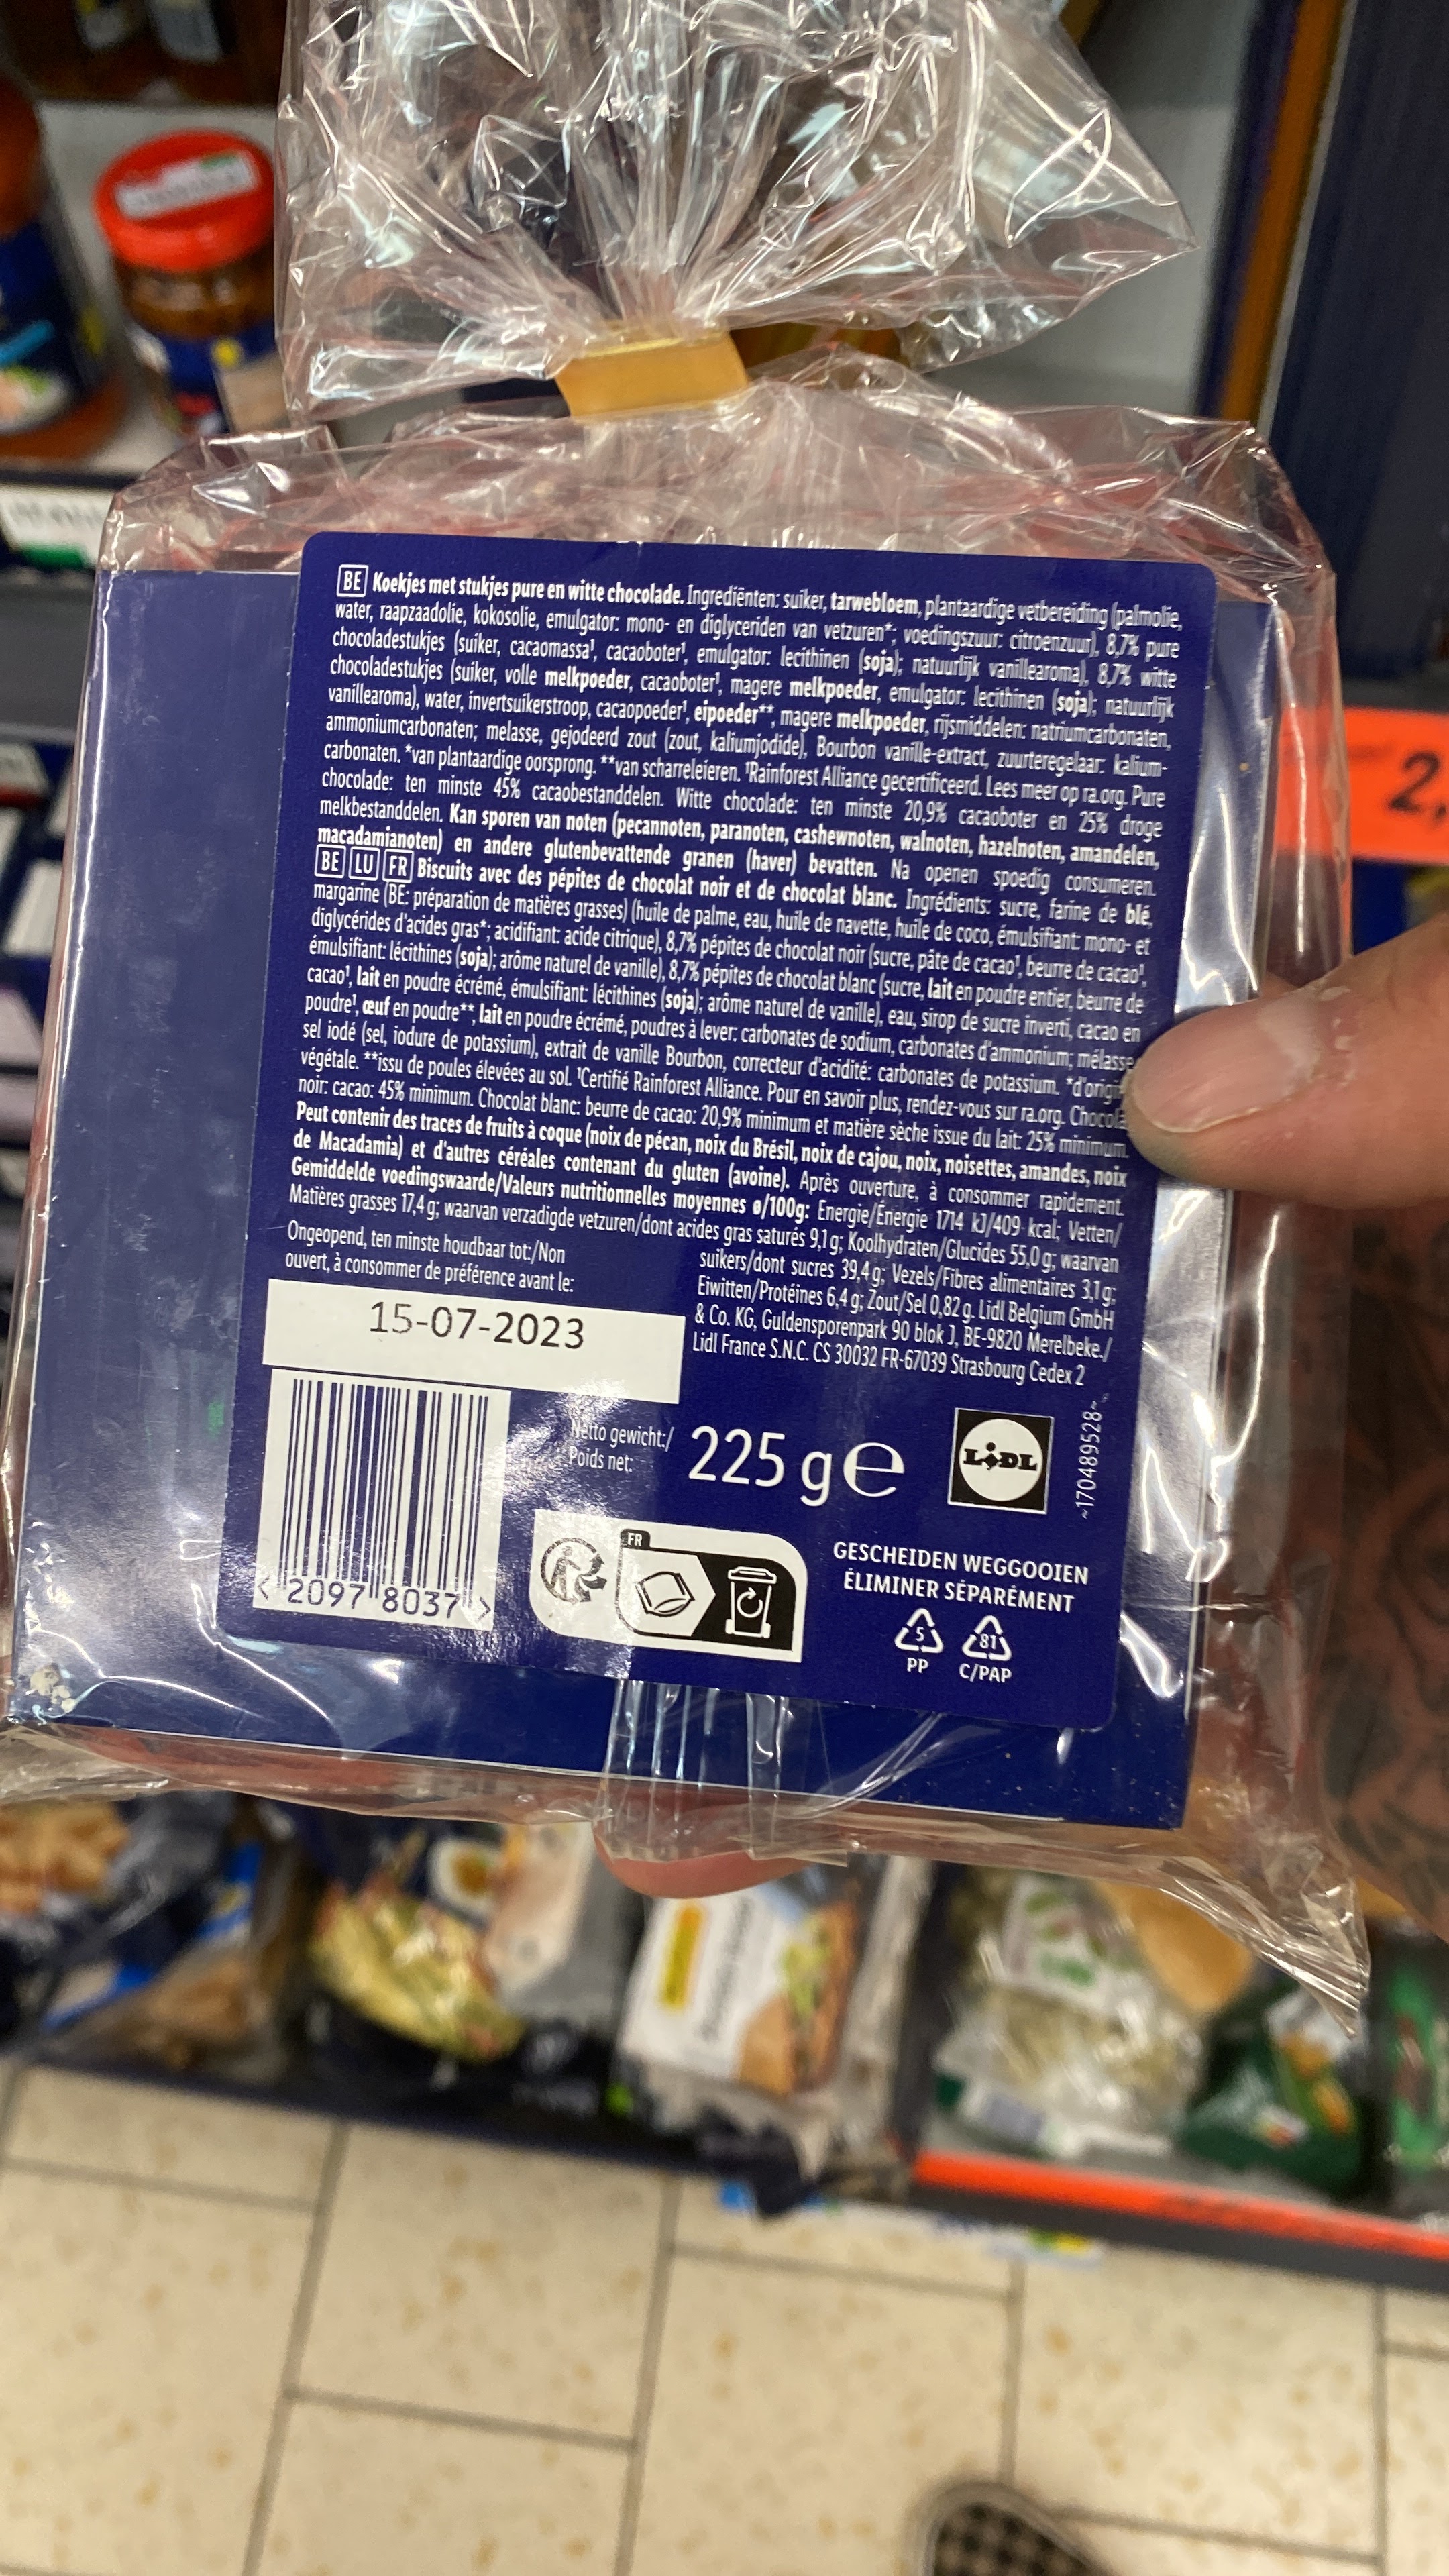 BE Koekjes met stukjes pure en witte chocolade. Ingrediënten: suiker, tarwebloem, plantaardige vetbereiding (palmolie,
water, raapzaadolie, kokosolie, emulgator: mono- en diglyceriden van vetzuren*; voedingszuur: citroenzuur), 8,7% pure
chocoladestukjes (suiker, cacaomassa¹, cacaoboter¹, emulgator: lecithinen (soja); natuurlijk vanillearoma), 8,7% witte
chocoladestukjes (suiker, volle melkpoeder, cacaoboter¹, magere melkpoeder, emulgator: lecithinen (soja); natuurlijk
vanillearoma), water, invertsuikerstroop, cacaopoeder¹, eipoeder**, magere melkpoeder, rijsmiddelen: natriumcarbonaten,
ammoniumcarbonaten; melasse, gejodeerd zout (zout, kaliumjodide), Bourbon vanille-extract, zuurteregelaar: kalium-
carbonaten. *van plantaardige oorsprong. **van scharreleieren. ¹Rainforest Alliance gecertificeerd. Lees meer op ra.org. Pure
chocolade: ten minste 45% cacaobestanddelen. Witte chocolade: ten minste 20,9% cacaoboter en 25% droge
melkbestanddelen. Kan sporen van noten (pecannoten, paranoten, cashewnoten, walnoten, hazelnoten, amandelen,
macadamianoten) en andere glutenbevattende granen (haver) bevatten. Na openen spoedig consumeren.
BE LU FR Biscuits avec des pépites de chocolat noir et de chocolat blanc. Ingrédients: sucre, farine de blé,
margarine (BE: préparation de matières grasses) (huile de palme, eau, huile de navette, huile de coco, émulsifiant: mono- et
diglycérides d'acides gras*; acidifiant: acide citrique), 8,7% pépites de chocolat noir (sucre, pâte de cacao¹, beurre de cacao¹,
émulsifiant: lécithines (soja); arôme naturel de vanille), 8,7% pépites de chocolat blanc (sucre, lait en poudre entier, beurre de
cacao¹, lait en poudre écrémé, émulsifiant: lécithines (soja); arôme naturel de vanille), eau, sirop de sucre inverti, cacao en
poudre¹, œuf en poudre**, lait en poudre écrémé, poudres à lever: carbonates de sodium, carbonates d'ammonium; mélasse
sel iodé (sel, iodure de potassium), extrait de vanille Bourbon, correcteur d'acidité: carbonates de potassium. *d'origi
végétale. **issu de poules élevées au sol. ¹Certifié Rainforest Alliance. Pour en savoir plus, rendez-vous sur ra.org. Chocola
noir: cacao: 45% minimum. Chocolat blanc: beurre de cacao: 20,9% minimum et matière sèche issue du lait: 25% minimum.
Peut contenir des traces de fruits à coque (noix de pécan, noix du Brésil, noix de cajou, noix, noisettes, amandes, noix
de Macadamia) et d'autres céréales contenant du gluten (avoine). Après ouverture, à consommer rapidement.
Gemiddelde voedingswaarde/Valeurs nutritionnelles moyennes ø/100g: Energie/Énergie 1714 kJ/409 kcal; Vetten/
Matières grasses 17,4 g; waarvan verzadigde vetzuren/dont acides gras saturés 9,1 g; Koolhydraten/Glucides 55,0 g; waarvan
suikers/dont sucres 39,4 g; Vezels/Fibres alimentaires 3,1 g;
Eiwitten/Protéines 6,4 g; Zout/Sel 0,82 g. Lidl Belgium GmbH
& Co. KG, Guldensporenpark 90 blok J, BE-9820 Merelbeke./
Lidl France S.N.C. CS 30032 FR-67039 Strasbourg Cedex 2
Ongeopend, ten minste houdbaar tot:/Non
ouvert, à consommer de préférence avant le:
15-07-2023
< 2097 8037 >
Netto gewicht:/
Poids net:
225 g e
LIDL
~170489528~
FR
GESCHEIDEN WEGGOOIEN
ÉLIMINER SÉPARÉMENT
5 81
PP C/PAP
2,